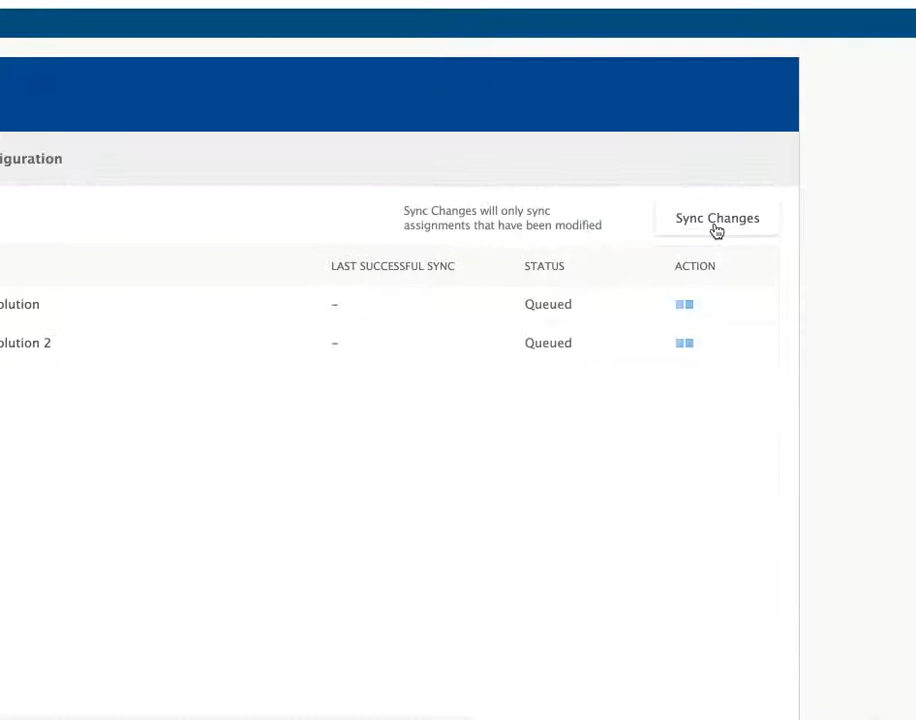 iguration
Sync Changes will only sync
assignments that have been modified
Sync Changes
LAST SUCCESSFUL SYNC STATUS ACTION
olution – Queued
olution 2 – Queued